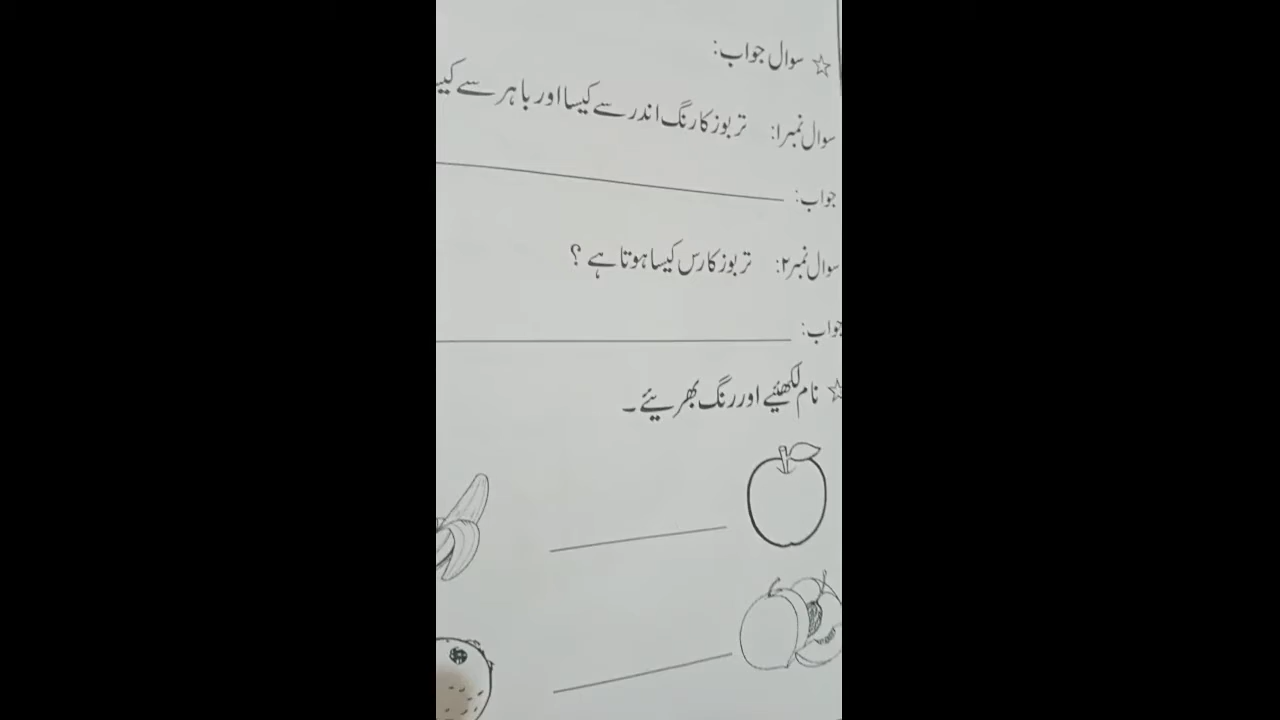 ☆ سوال جواب:
سوال نمبر۱: تربوز کا رنگ اندر سے کیسا اور باہر سے
جواب:
سوال نمبر۲: تربوز کا رس کیسا ہوتا ہے ؟
جواب:
☆ نام لکھئیے اور رنگ بھریئے ۔